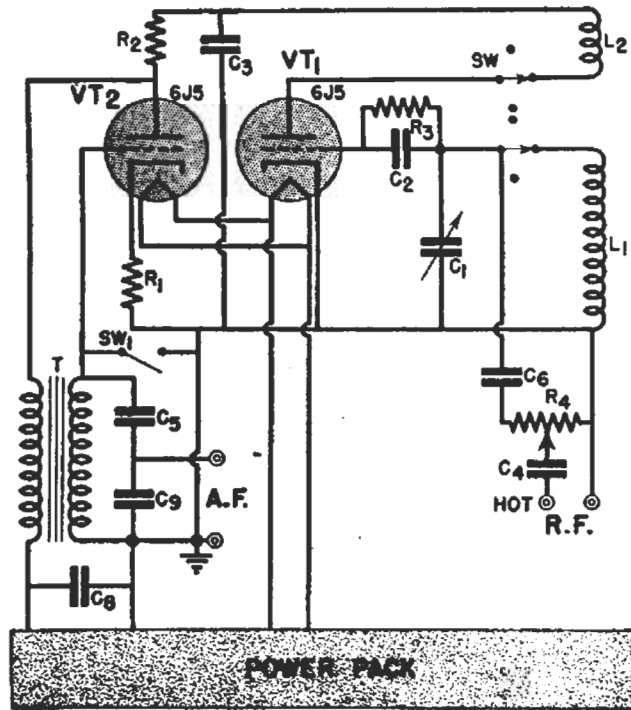 R2
C3
L2
VT1
SW
VT2
6J5
6J5
R3
C2
R1
C1
L1
SW1
T
C6
C5
R4
C4
C9
A.F.
HOT
R.F.
C8
POWER PACK